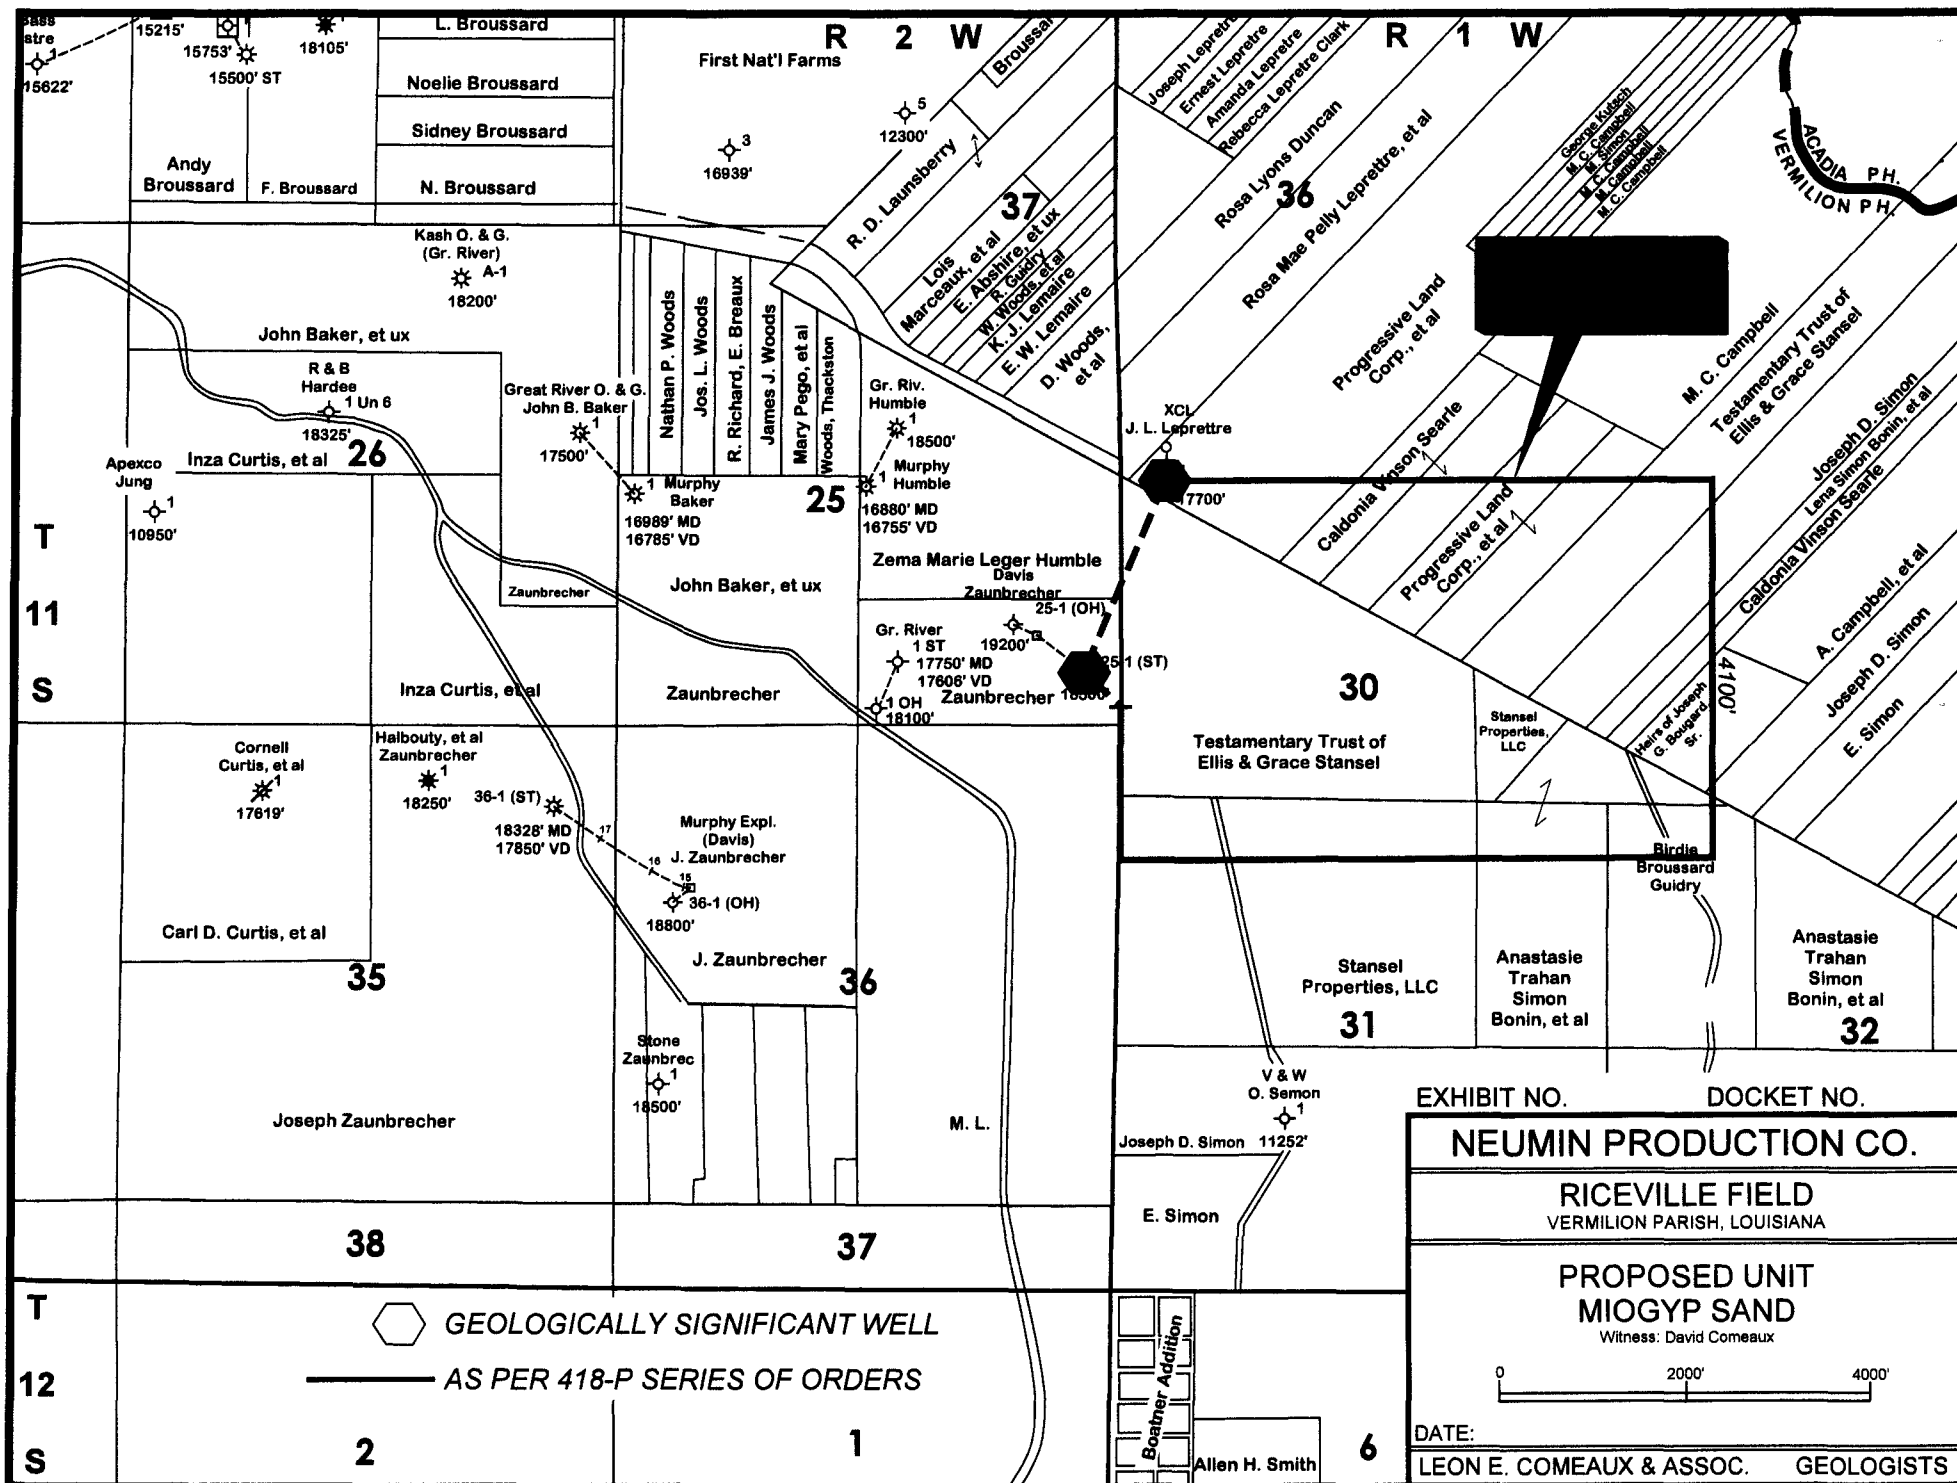 R 2 W
R 1 W
stre
1
15622'
15215'
15753'
1
15500' ST
1
18105'
L. Broussard
Noelie Broussard
Sidney Broussard
N. Broussard
Andy
Broussard
F. Broussard
First Nat'l Farms
3
16939'
5
12300'
R. D. Launsberry
37
Lois
Marceaux, et al
E. Abshire, et ux
R. Guidry
W. Woods, et al
K. J. Lemaire
E. W. Lemaire
D. Woods,
et al
Ernest Lepretre
Amanda Lepretre
Rebecca Lepretre Clark
Rosa Lyons Duncan
36
Rosa Mae Pelly Leprettre, et al
George Kutsch
M. C. Campbell
M. Simon
M. C. Campbell
M. Campbell
M. C. Campbell
ACADIA PH.
VERMILION PH.
Progressive Land
Corp., et al
M. C. Campbell
Testamentary Trust of
Ellis & Grace Stansel
Joseph D. Simon
Lena Simon Bonin, et al
Caldonia Vinson Searle
A. Campbell, et al
Joseph D. Simon
E. Simon
Caldonia Vinson Searle
Progressive Land
Corp., et al
Kash O. & G.
(Gr. River)
A-1
18200'
John Baker, et ux
R & B
Hardee
1 Un 6
18325'
Inza Curtis, et al
26
Apexco
Jung
1
10950'
Great River O. & G.
John B. Baker
1
17500'
Nathan P. Woods
Jos. L. Woods
R. Richard, E. Breaux
James J. Woods
Mary Pego, et al
Woods, Thackston
Gr. Riv.
Humble
1
18500'
Murphy
Humble
1
16880' MD
16755' VD
1 Murphy
Baker
16989' MD
16785' VD
25
XCL
J. L. Leprettre
17700'
T
11
S
Zaunbrecher
John Baker, et ux
Zema Marie Leger Humble
Davis
Zaunbrecher
25-1 (OH)
19200'
25-1 (ST)
Zaunbrecher
Gr. River
1 ST
17750' MD
17606' VD
1 OH
18100'
Inza Curtis, et al
Zaunbrecher
30
4100'
Heirs of Joseph
G. Bougard,
Sr.
Stansel
Properties,
LLC
Testamentary Trust of
Ellis & Grace Stansel
Cornell
Curtis, et al
1
17619'
Halbouty, et al
Zaunbrecher
1
18250'
36-1 (ST)
18328' MD
17850' VD
17
16
15
Murphy Expl.
(Davis)
J. Zaunbrecher
36-1 (OH)
18800'
Carl D. Curtis, et al
35
J. Zaunbrecher
36
Birdie
Broussard
Guidry
Stansel
Properties, LLC
31
Anastasie
Trahan
Simon
Bonin, et al
Anastasie
Trahan
Simon
Bonin, et al
32
Stone
Zaunbrec
1
18500'
Joseph Zaunbrecher
M. L.
V & W
O. Semon
1
11252'
Joseph D. Simon
E. Simon
38
37
T
12
S
2
1
6
Boatner Addition
Allen H. Smith
GEOLOGICALLY SIGNIFICANT WELL
AS PER 418-P SERIES OF ORDERS
EXHIBIT NO. DOCKET NO.
NEUMIN PRODUCTION CO.
RICEVILLE FIELD
VERMILION PARISH, LOUISIANA
PROPOSED UNIT
MIOGYP SAND
Witness: David Comeaux
0 2000' 4000'
DATE:
LEON E. COMEAUX & ASSOC. GEOLOGISTS